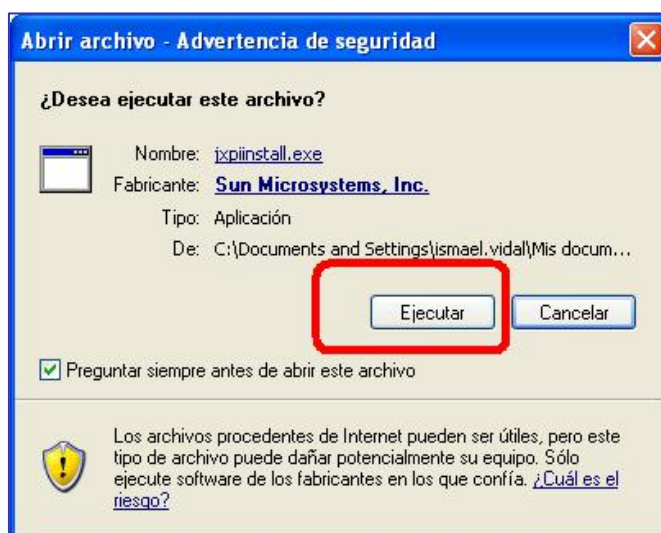 Abrir archivo - Advertencia de seguridad
¿Desea ejecutar este archivo?
Nombre: jxpiinstall.exe
Fabricante: Sun Microsystems, Inc.
Tipo: Aplicación
De: C:\Documents and Settings\ismael.vidal\Mis docum...
Ejecutar Cancelar
Preguntar siempre antes de abrir este archivo
Los archivos procedentes de Internet pueden ser útiles, pero este
tipo de archivo puede dañar potencialmente su equipo. Sólo
ejecute software de los fabricantes en los que confía. ¿Cuál es el
riesgo?